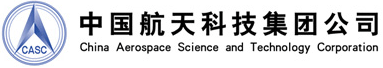 CASC
中国航天科技集团公司
China Aerospace Science and Technology Corporation